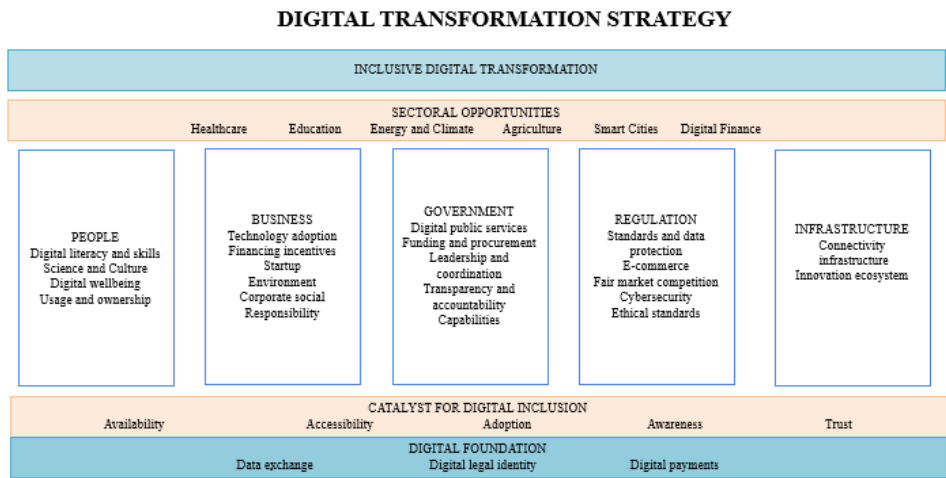 DIGITAL TRANSFORMATION STRATEGY
INCLUSIVE DIGITAL TRANSFORMATION
SECTORAL OPPORTUNITIES
Healthcare Education Energy and Climate Agriculture Smart Cities Digital Finance
PEOPLE
Digital literacy and skills
Science and Culture
Digital wellbeing
Usage and ownership
BUSINESS
Technology adoption
Financing incentives
Startup
Environment
Corporate social
Responsibility
GOVERNMENT
Digital public services
Funding and procurement
Leadership and
coordination
Transparency and
accountability
Capabilities
REGULATION
Standards and data
protection
E-commerce
Fair market competition
Cybersecurity
Ethical standards
INFRASTRUCTURE
Connectivity
infrastructure
Innovation ecosystem
CATALYST FOR DIGITAL INCLUSION
Availability Accessibility Adoption Awareness Trust
DIGITAL FOUNDATION
Data exchange Digital legal identity Digital payments